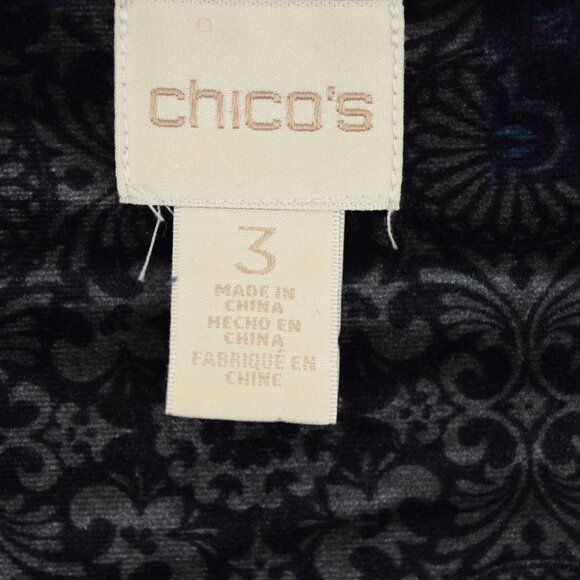 chico's
3
MADE IN
CHINA
HECHO EN
CHINA
FABRIQUÉ EN
CHINE